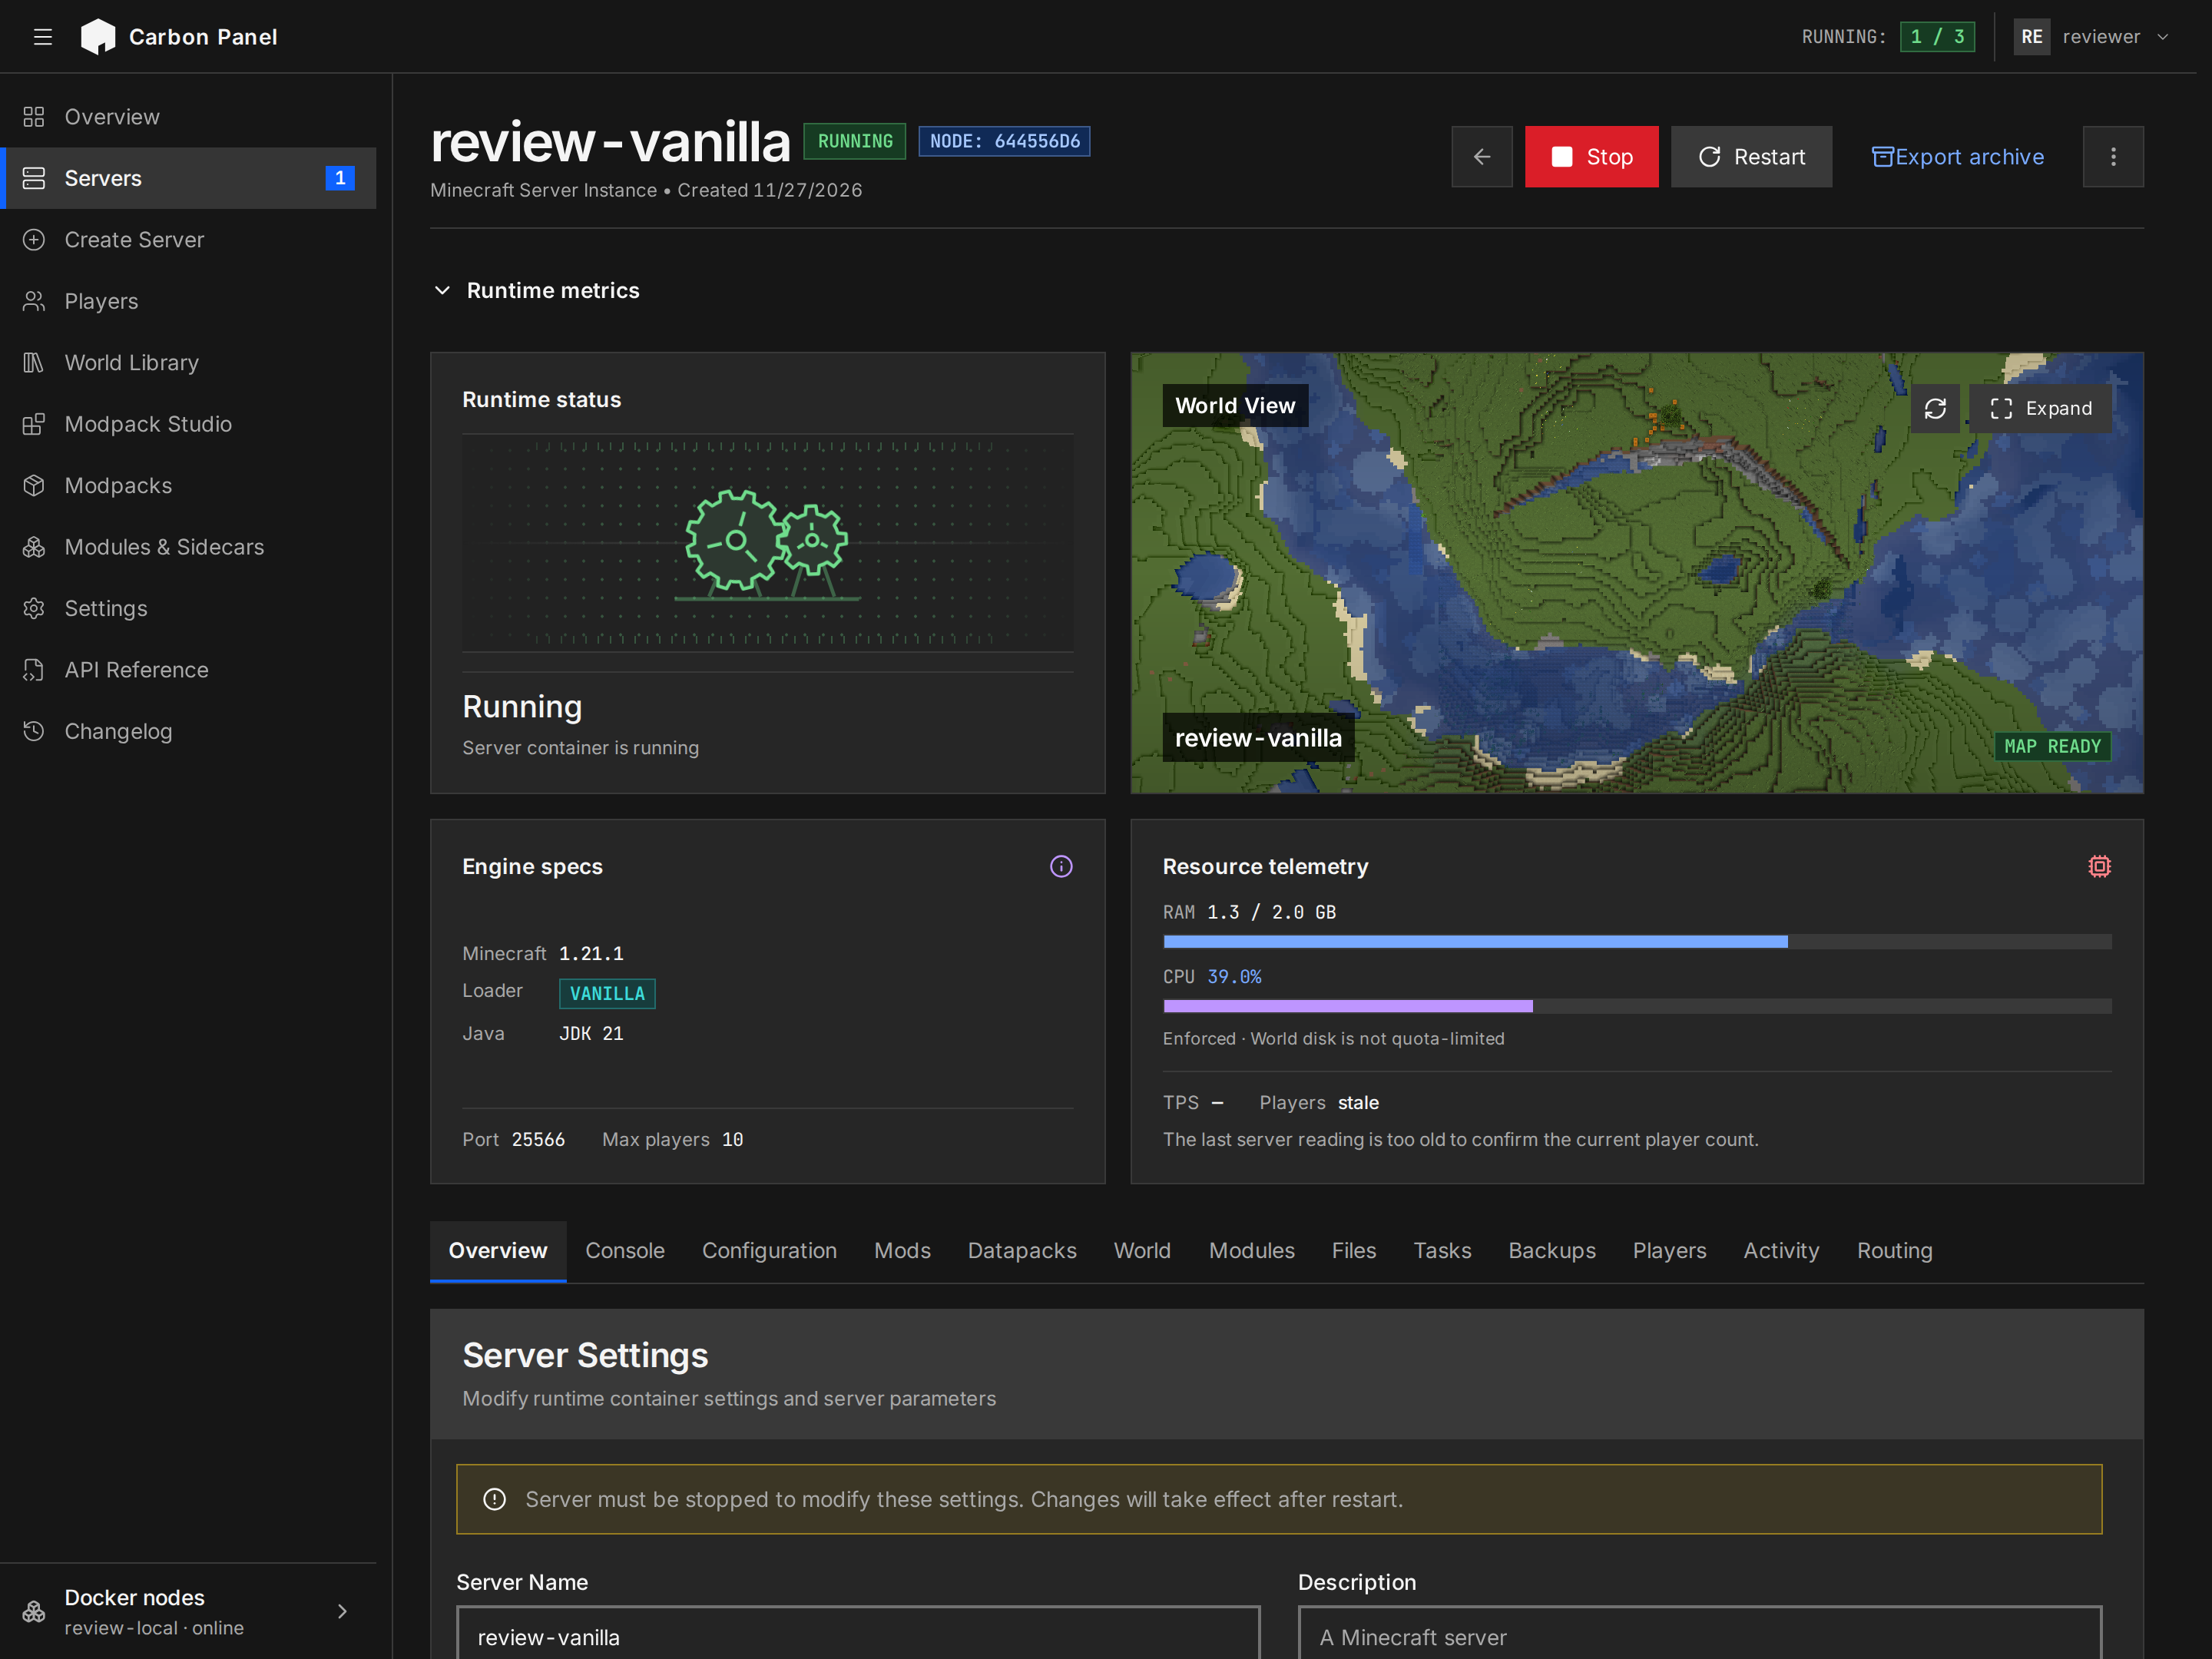 Carbon Panel
RUNNING: 1 / 3
RE reviewer
Overview
Servers 1
Create Server
Players
World Library
Modpack Studio
Modpacks
Modules & Sidecars
Settings
API Reference
Changelog
Docker nodes
review-local · online
review-vanilla RUNNING NODE: 644556D6
Minecraft Server Instance • Created 11/27/2026
Stop Restart Export archive
Runtime metrics
Runtime status
Running
Server container is running
World View
Expand
review-vanilla
MAP READY
Engine specs
Minecraft 1.21.1
Loader VANILLA
Java JDK 21
Port 25566 Max players 10
Resource telemetry
RAM 1.3 / 2.0 GB
CPU 39.0%
Enforced · World disk is not quota-limited
TPS — Players stale
The last server reading is too old to confirm the current player count.
Overview Console Configuration Mods Datapacks World Modules Files Tasks Backups Players Activity Routing
Server Settings
Modify runtime container settings and server parameters
Server must be stopped to modify these settings. Changes will take effect after restart.
Server Name Description
review-vanilla A Minecraft server